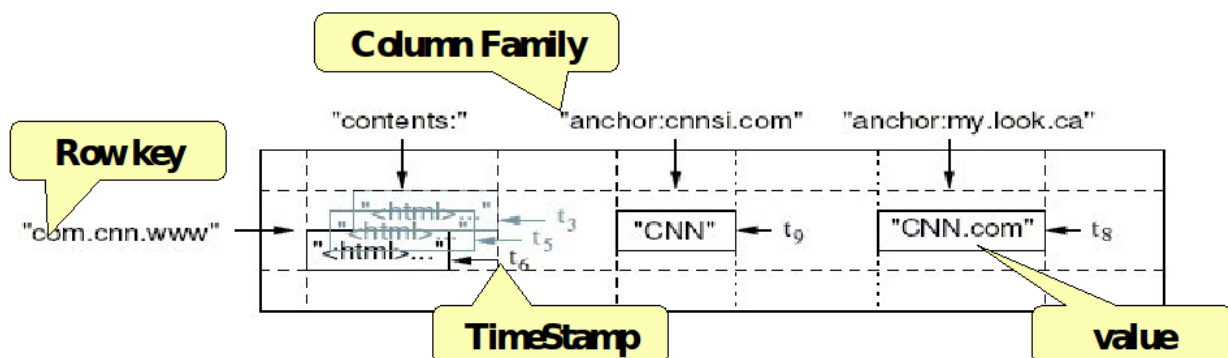 Column Family
"contents:" "anchor:cnnsi.com" "anchor:my.look.ca"
Row key
"<html>..."
t3
"com.cnn.www" "<html>..." "CNN" t9 "CNN.com" t8
t5
"<html>..."
t6
TimeStamp value